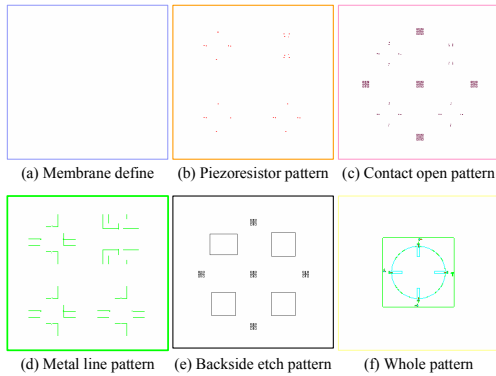 (a) Membrane define
(b) Piezoresistor pattern
(c) Contact open pattern
(d) Metal line pattern
(e) Backside etch pattern
(f) Whole pattern